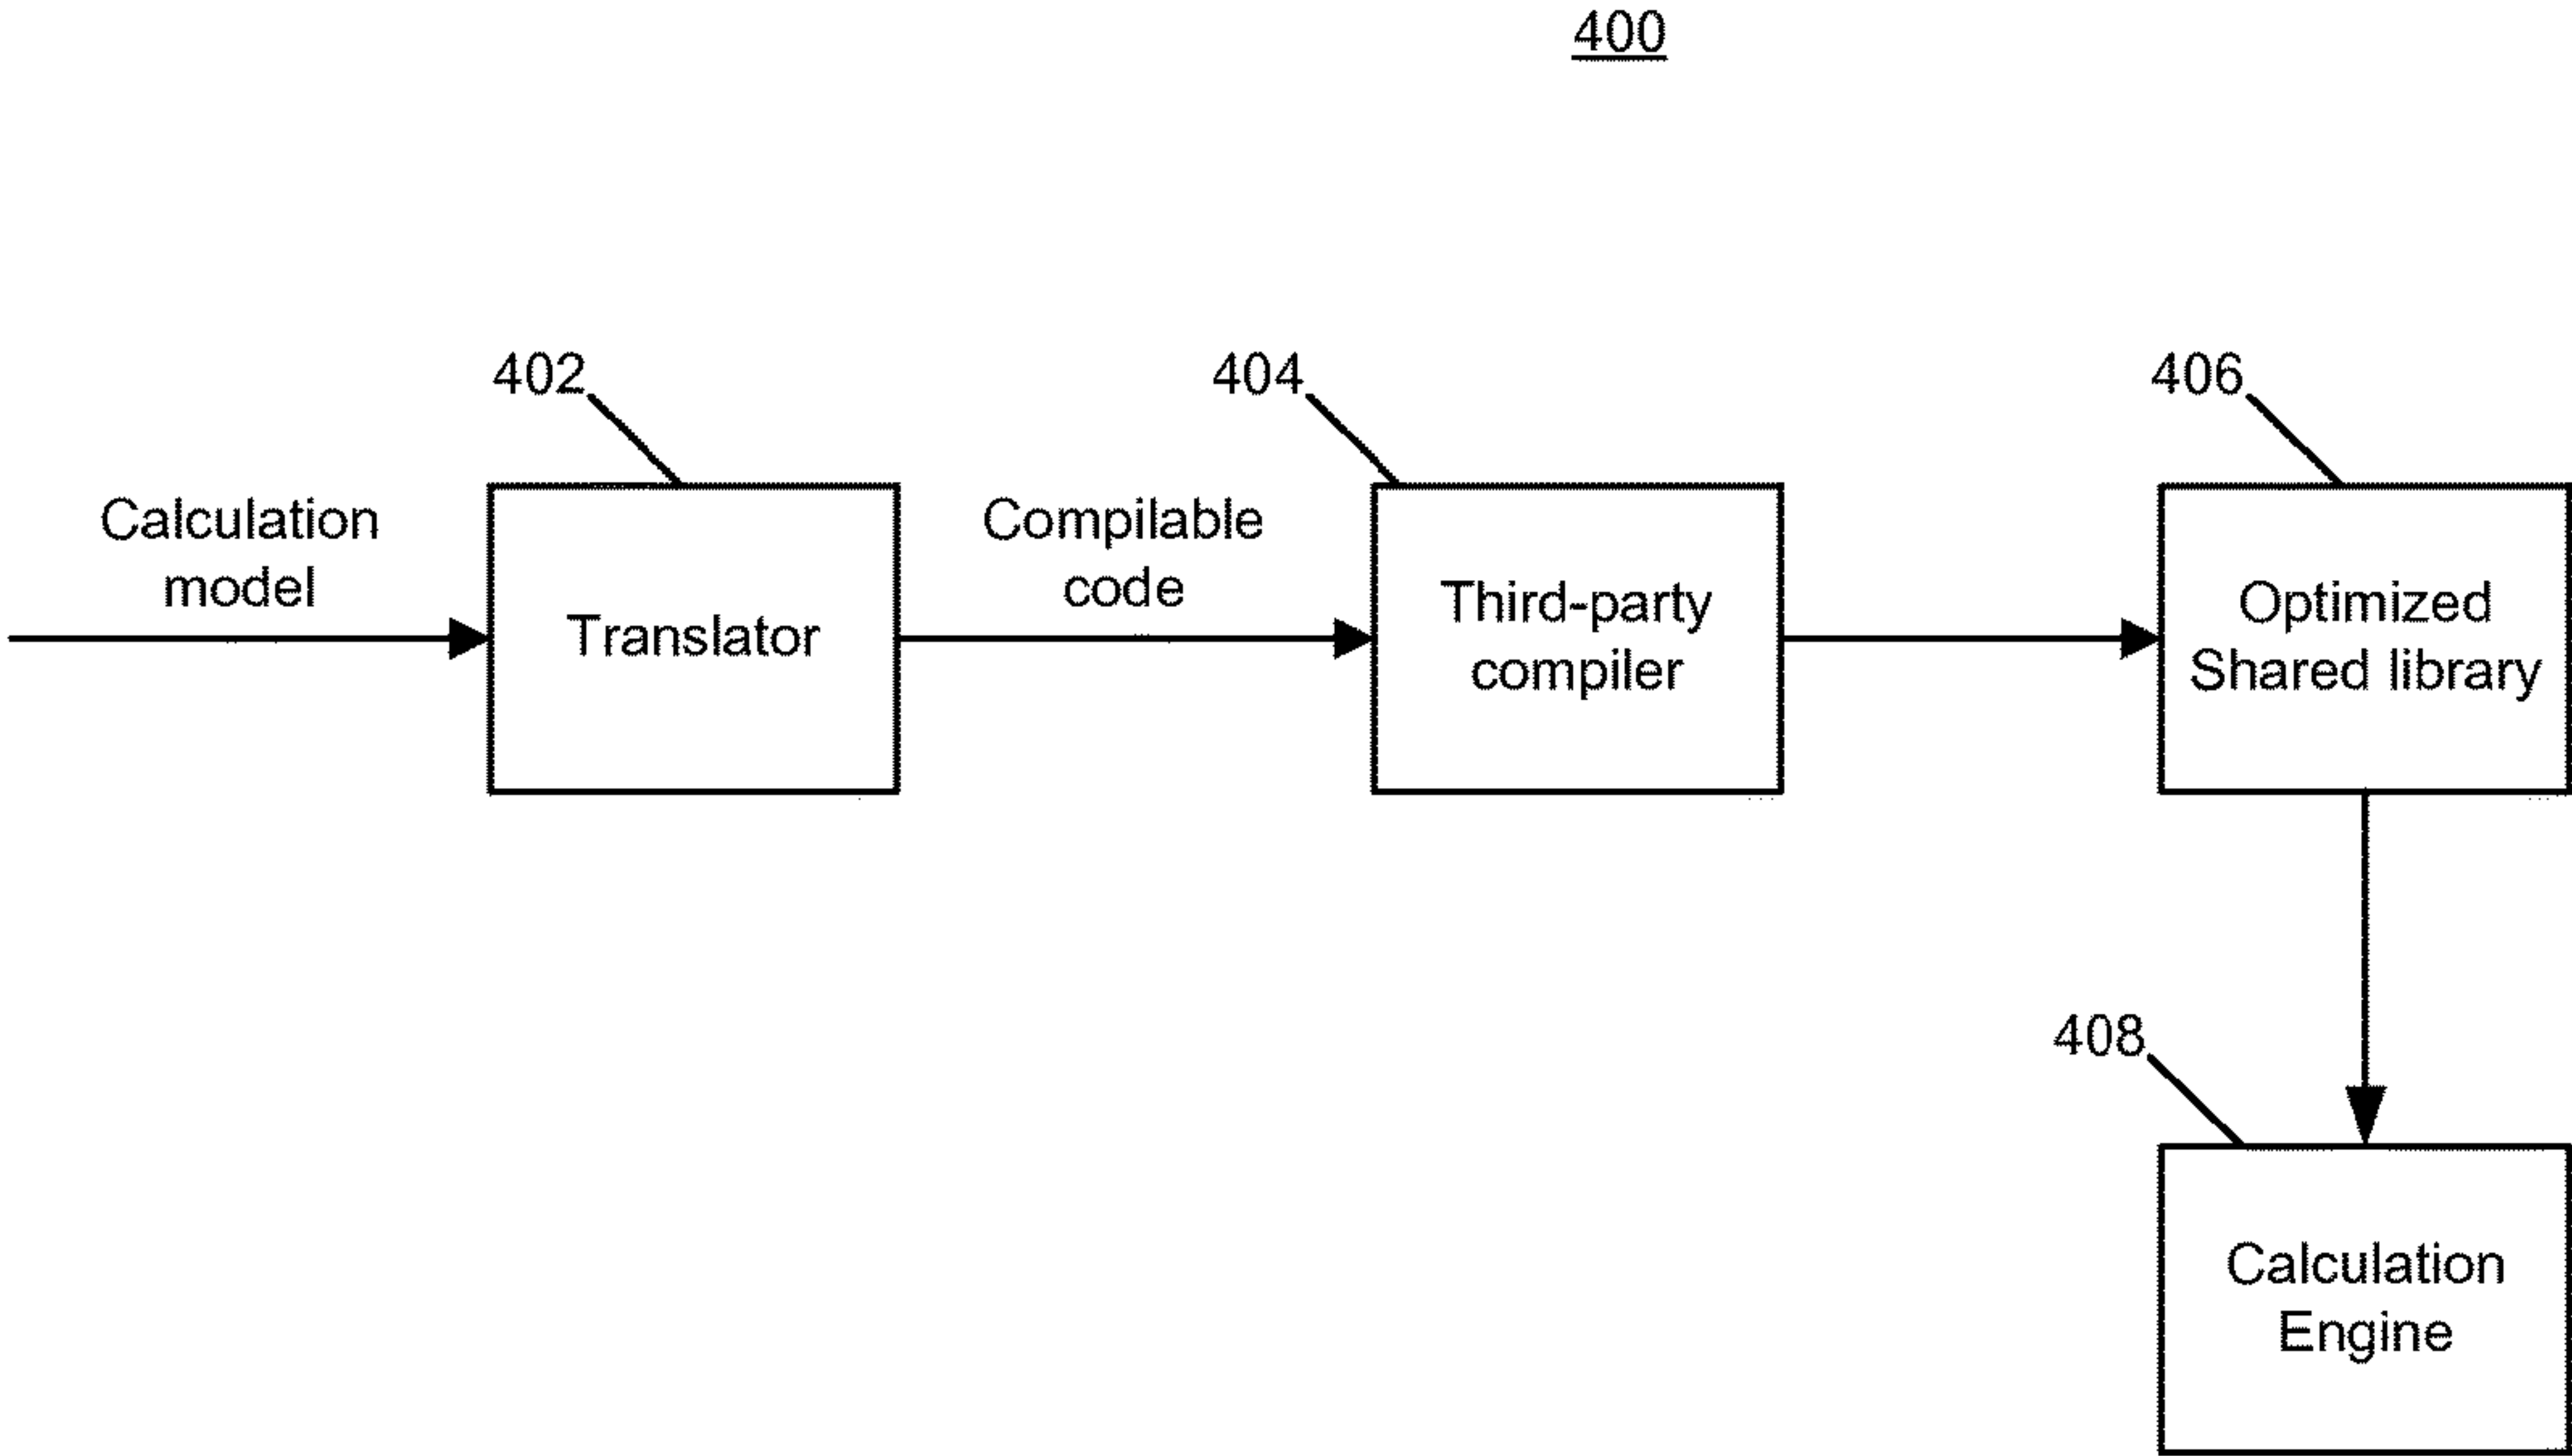 400
402
404
406
Calculation
model
Translator
Compilable
code
Third-party
compiler
Optimized
Shared library
408
Calculation
Engine